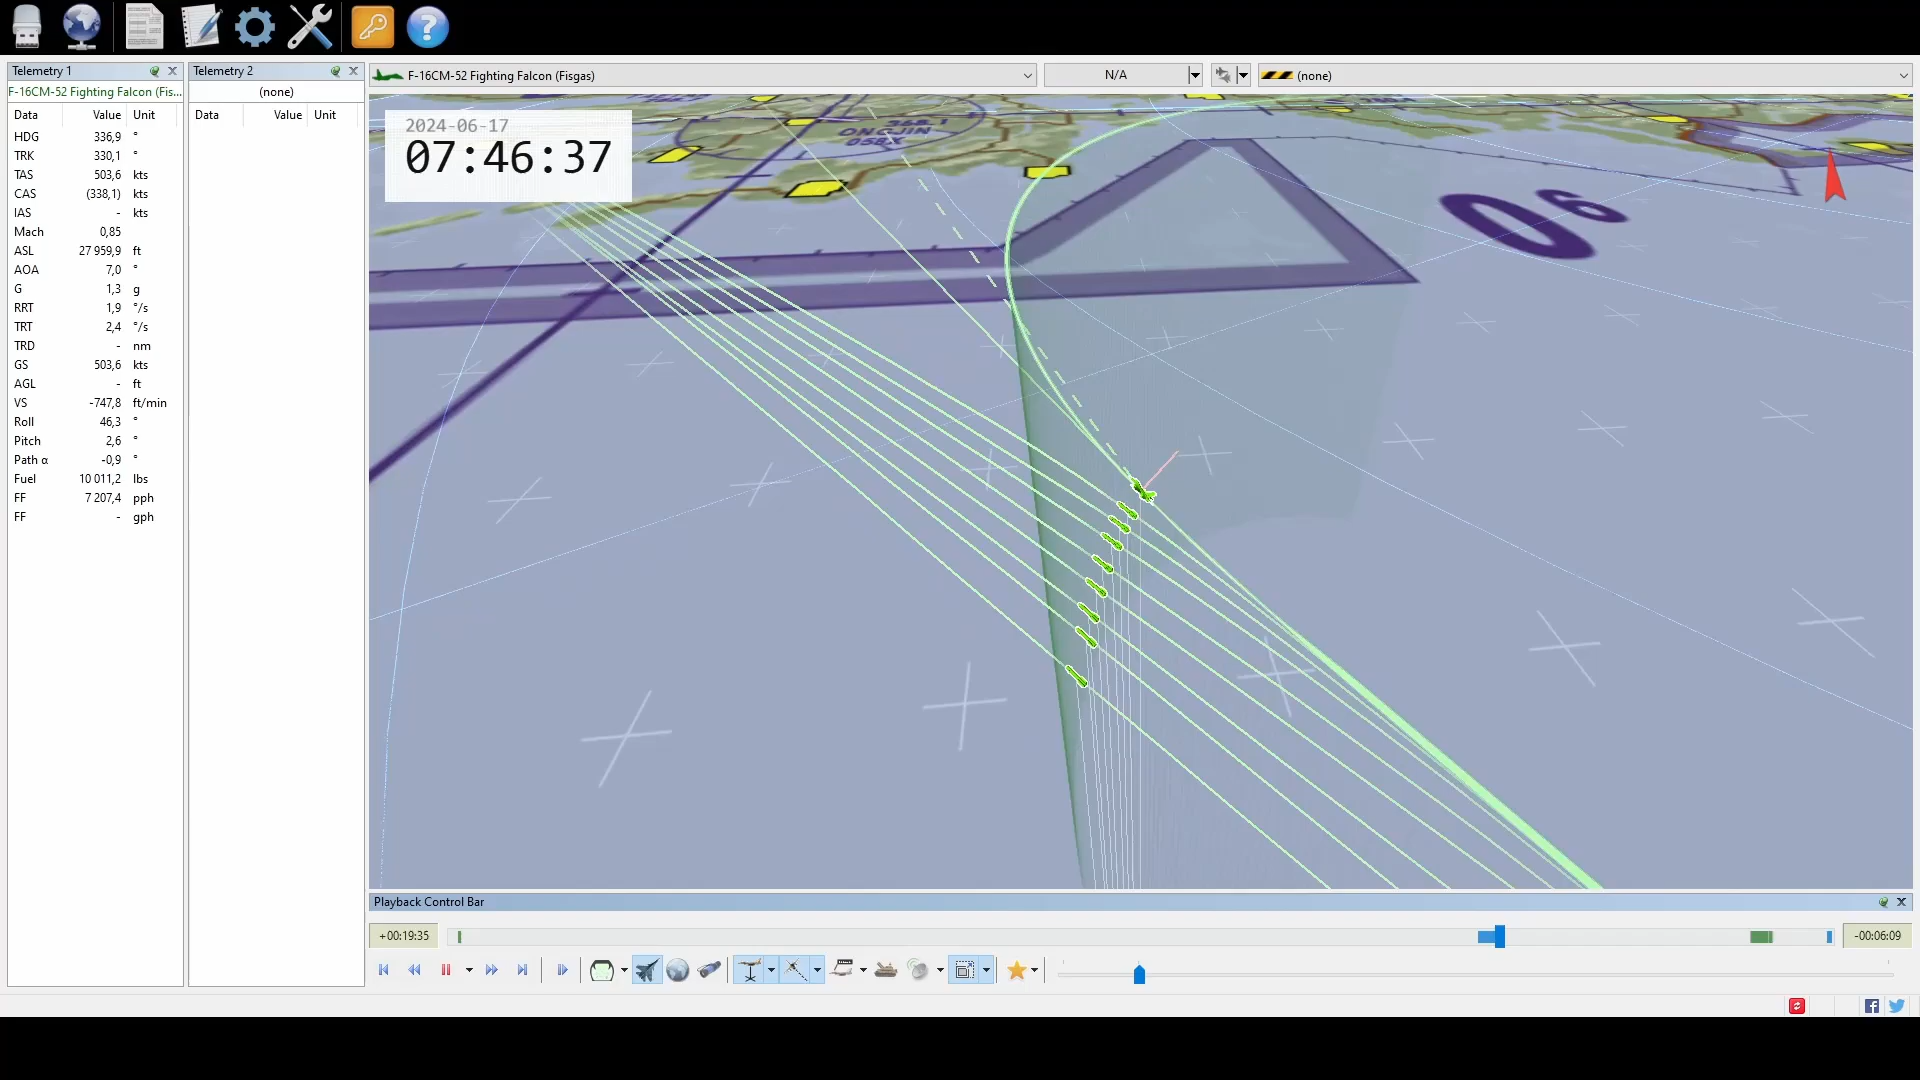 Telemetry 1
F-16CM-52 Fighting Falcon (Fis...
Data Value Unit
HDG 336,9 °
TRK 330,1 °
TAS 503,6 kts
CAS (338,1) kts
IAS - kts
Mach 0,85
ASL 27 959,9 ft
AOA 7,0 °
G 1,3 g
RRT 1,9 °/s
TRT 2,4 °/s
TRD - nm
GS 503,6 kts
AGL - ft
VS -747,8 ft/min
Roll 46,3 °
Pitch 2,6 °
Path α -0,9 °
Fuel 10 011,2 lbs
FF 7 207,4 pph
FF - gph
Telemetry 2
(none)
Data Value Unit
F-16CM-52 Fighting Falcon (Fisgas)
N/A
(none)
2024-06-17
07:46:37
ONGJIN
06
Playback Control Bar
+00:19:35
-00:06:09